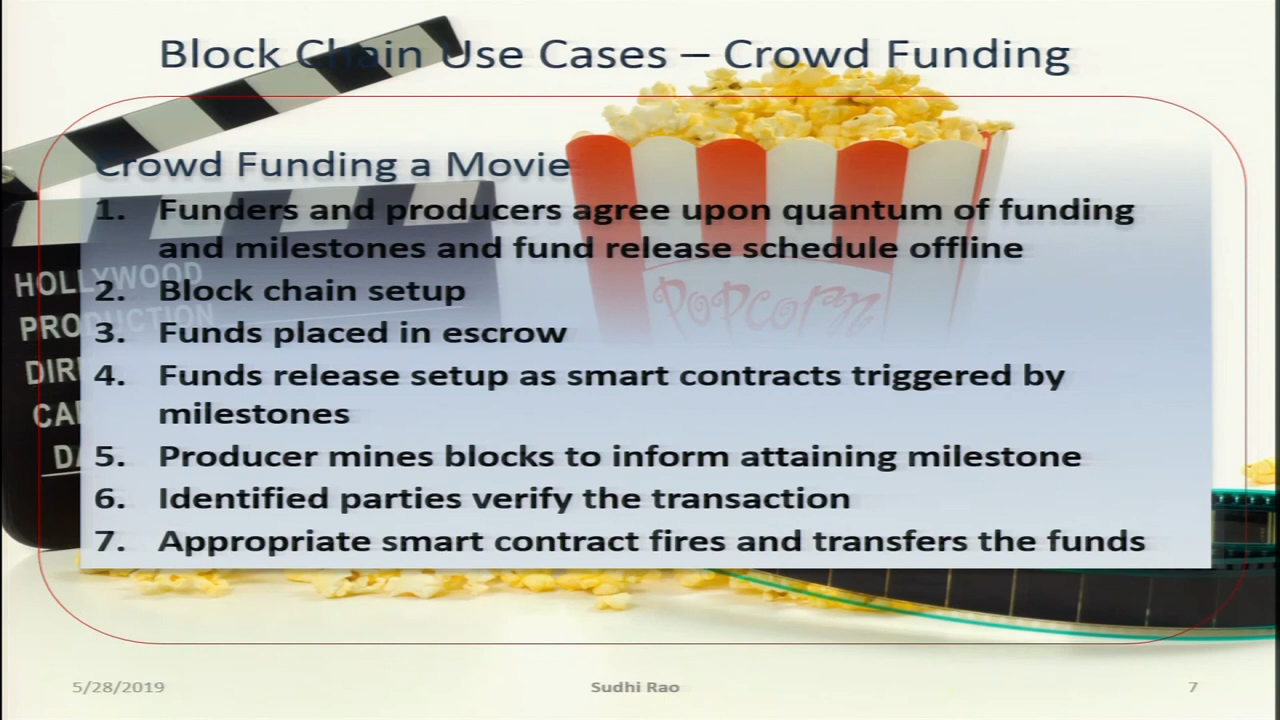 Block Chain Use Cases – Crowd Funding
Crowd Funding a Movie
1. Funders and producers agree upon quantum of funding
and milestones and fund release schedule offline
2. Block chain setup
3. Funds placed in escrow
4. Funds release setup as smart contracts triggered by
milestones
5. Producer mines blocks to inform attaining milestone
6. Identified parties verify the transaction
7. Appropriate smart contract fires and transfers the funds
HOLLYWOOD
PRODUCTION
POPCORN
5/28/2019
Sudhi Rao
7